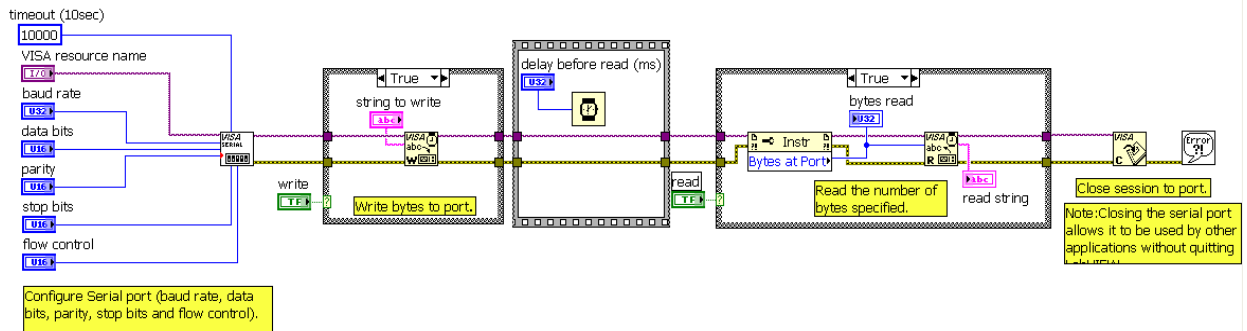 timeout (10sec)
10000
VISA resource name
I/O
baud rate
U32
data bits
U16
parity
U16
stop bits
U16
flow control
U16
Configure Serial port (baud rate, data
bits, parity, stop bits and flow control).
VISA
SERIAL
True
string to write
abc
VISA
abc
W
write
TF
?
Write bytes to port.
delay before read (ms)
U32
True
bytes read
U32
Instr
Bytes at Port
VISA
abc
R
read
TF
?
Read the number of
bytes specified.
abc
read string
VISA
C
Error
?!
Close session to port.
Note:Closing the serial port
allows it to be used by other
applications without quitting